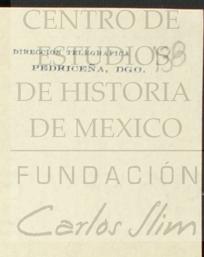 CENTRO DE
ESTUDIOS
DIRECCION TELEGRAFICA
PEDRICEÑA, DGO.
DE HISTORIA
DE MEXICO
FUNDACIÓN
Carlos Slim